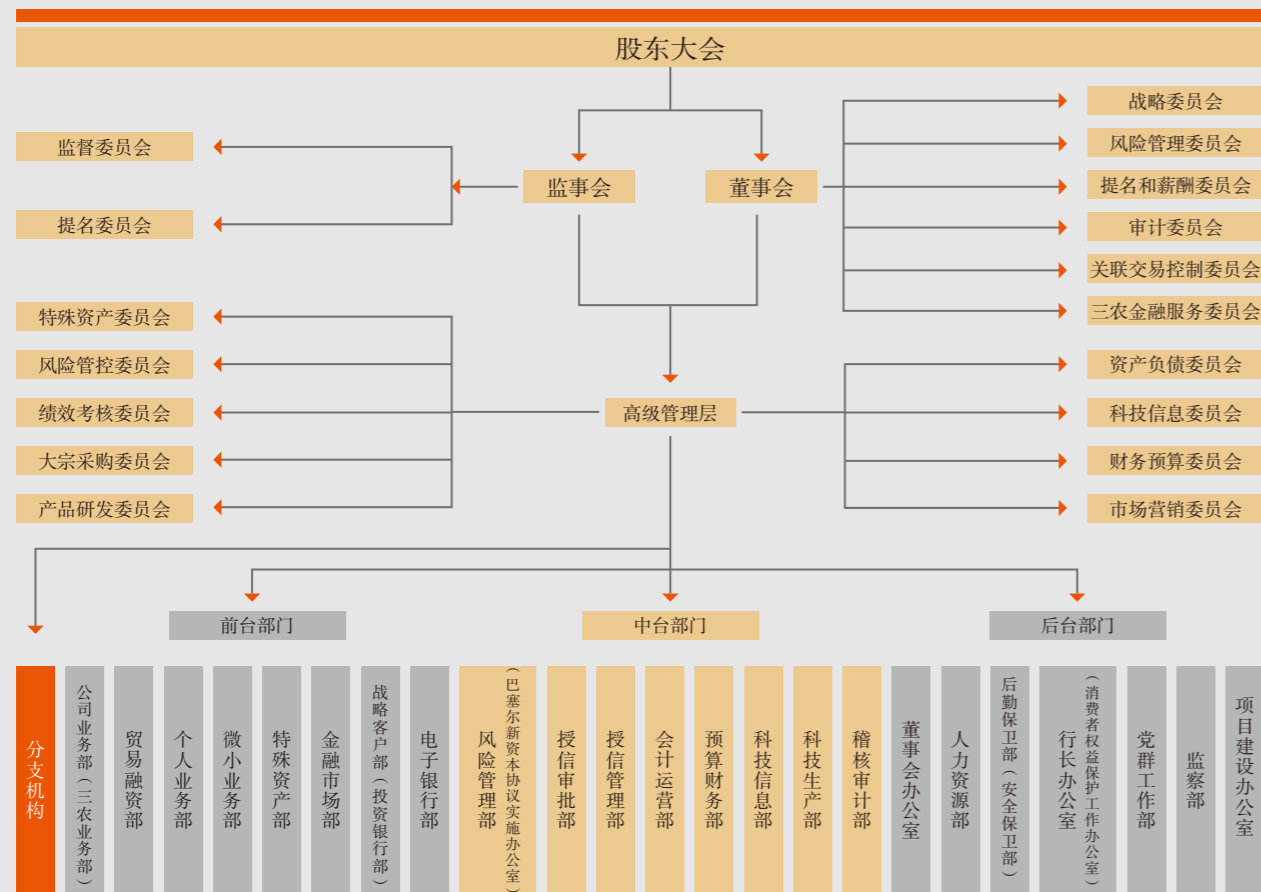 股东大会
监事会
董事会
监督委员会
提名委员会
战略委员会
风险管理委员会
提名和薪酬委员会
审计委员会
关联交易控制委员会
三农金融服务委员会
高级管理层
特殊资产委员会
风险管控委员会
绩效考核委员会
大宗采购委员会
产品研发委员会
资产负债委员会
科技信息委员会
财务预算委员会
市场营销委员会
前台部门
中台部门
后台部门
分支机构
公司业务部（三农业务部）
贸易融资部
个人业务部
微小业务部
特殊资产部
金融市场部
战略客户部（投资银行部）
电子银行部
风险管理部
（巴塞尔新资本协议实施办公室）
授信审批部
授信管理部
会计运营部
预算财务部
科技信息部
科技生产部
稽核审计部
董事会办公室
人力资源部
后勤保卫部（安全保卫部）
行长办公室
（消费者权益保护工作办公室）
党群工作部
监察部
项目建设办公室